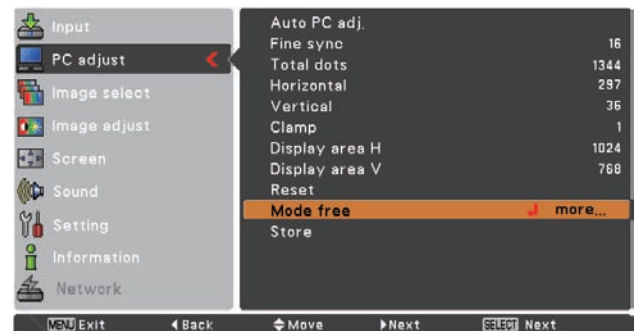 Input
PC adjust
Image select
Image adjust
Screen
Sound
Setting
Information
Network
Auto PC adj.
Fine sync 16
Total dots 1344
Horizontal 297
Vertical 36
Clamp 1
Display area H 1024
Display area V 768
Reset
Mode free more...
Store
MENU Exit Back Move Next SELECT Next